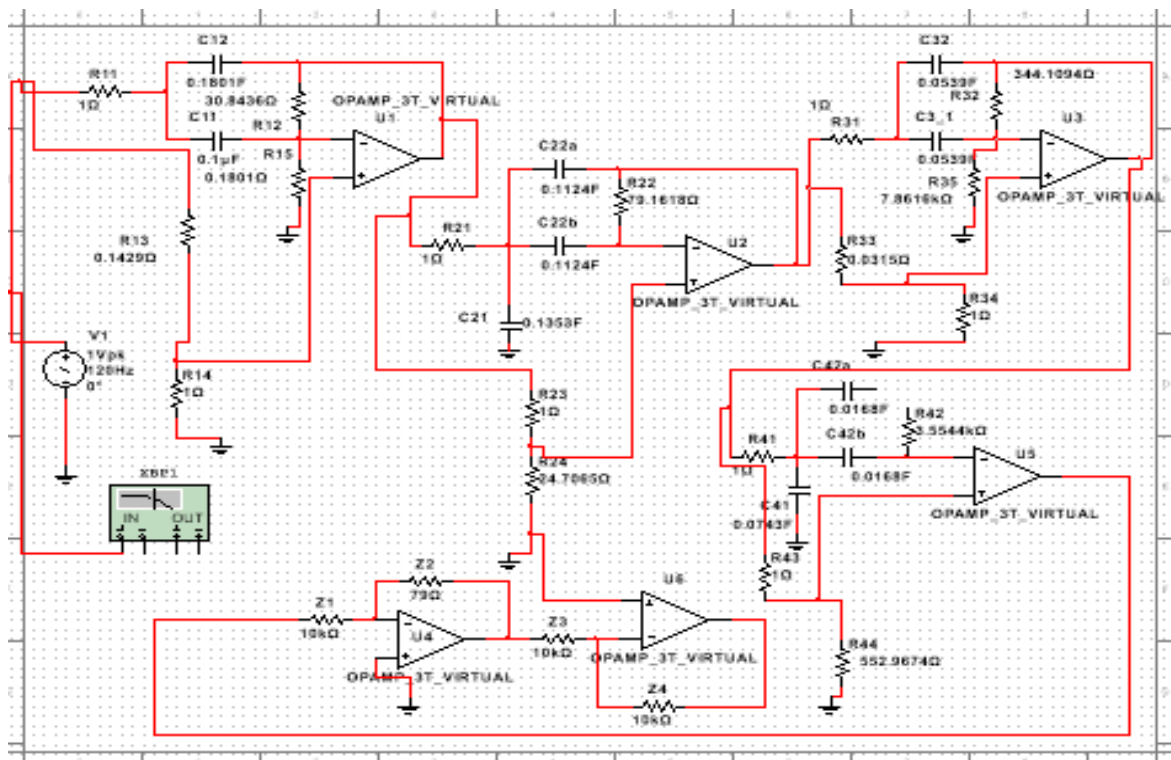 C12
0.1801F
R11
1Ω
30.8436Ω
OPAMP_3T_VIRTUAL
U1
C11
R12
0.1µF
R15
0.1801Ω
R13
0.1429Ω
V1
1Vpk
120Hz
0°
R14
1Ω
XBP1
IN
OUT
C22a
0.1124F
R22
79.1618Ω
C22b
0.1124F
R21
1Ω
U2
OPAMP_3T_VIRTUAL
C21
0.1353F
R23
1Ω
R24
24.7065Ω
C32
0.0539F
344.1094Ω
R32
1Ω
R31
C3_1
0.0539F
U3
R35
7.8616kΩ
OPAMP_3T_VIRTUAL
R33
0.0315Ω
R34
1Ω
C42a
0.0168F
R42
3.5544kΩ
R41
1Ω
C42b
0.0168F
U5
OPAMP_3T_VIRTUAL
C41
0.0743F
R43
1Ω
R44
552.9674Ω
Z2
79Ω
Z1
10kΩ
U4
OPAMP_3T_VIRTUAL
Z3
10kΩ
U6
OPAMP_3T_VIRTUAL
Z4
10kΩ